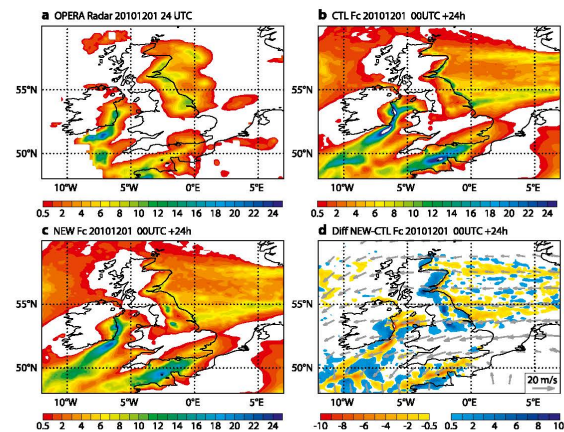 a OPERA Radar 20101201 24 UTC
b CTL Fc 20101201 00UTC +24h
55°N
50°N
10°W 5°W 0°E 5°E
0.5 2 4 6 8 10 12 14 16 18 20 22 24
55°N
50°N
10°W 5°W 0°E 5°E
0.5 2 4 6 8 10 12 14 16 18 20 22 24
c NEW Fc 20101201 00UTC +24h
d Diff NEW-CTL Fc 20101201 00UTC +24h
55°N
50°N
10°W 5°W 0°E 5°E
0.5 2 4 6 8 10 12 14 16 18 20 22 24
55°N
50°N
20 m/s
10°W 5°W 0°E 5°E
-10 -8 -6 -4 -2 -0.5 0.5 2 4 6 8 10